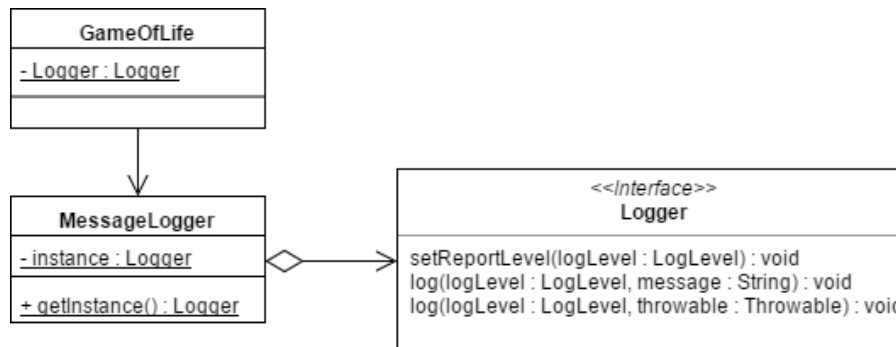 GameOfLife
- Logger : Logger
MessageLogger
- instance : Logger
+ getInstance() : Logger
<<Interface>>
Logger
setReportLevel(logLevel : LogLevel) : void
log(logLevel : LogLevel, message : String) : void
log(logLevel : LogLevel, throwable : Throwable) : void